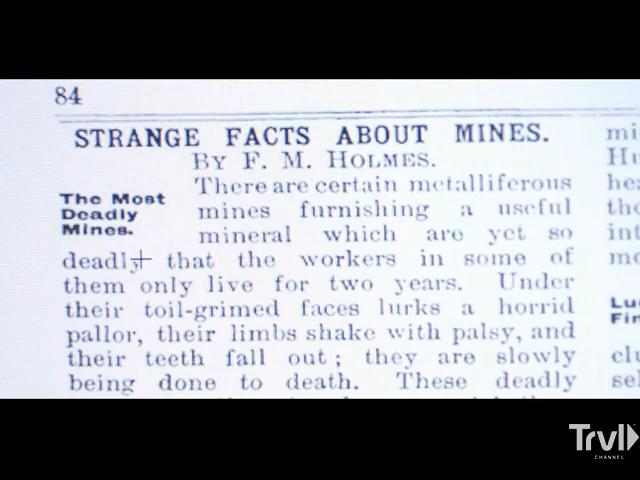 84
STRANGE FACTS ABOUT MINES.
BY F. M. HOLMES.
The Most
Deadly
Mines.
There are certain metalliferous
mines furnishing a useful
mineral which are yet so
deadly that the workers in some of
them only live for two years. Under
their toil-grimed faces lurks a horrid
pallor, their limbs shake with palsy, and
their teeth fall out; they are slowly
being done to death. These deadly
Trvl
CHANNEL